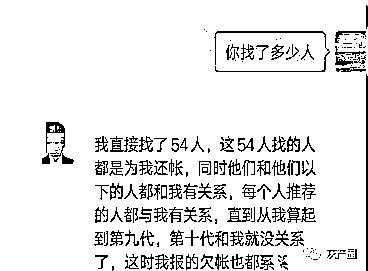 你找了多少人
我直接找了54人，这54人找的人
都是为我还帐，同时他们和他们以
下的人都和我有关系，每个人推荐
的人都与我有关系，直到从我算起
到第九代，第十代和我就没关系
了，这时我报的欠帐也都系
灰产圈